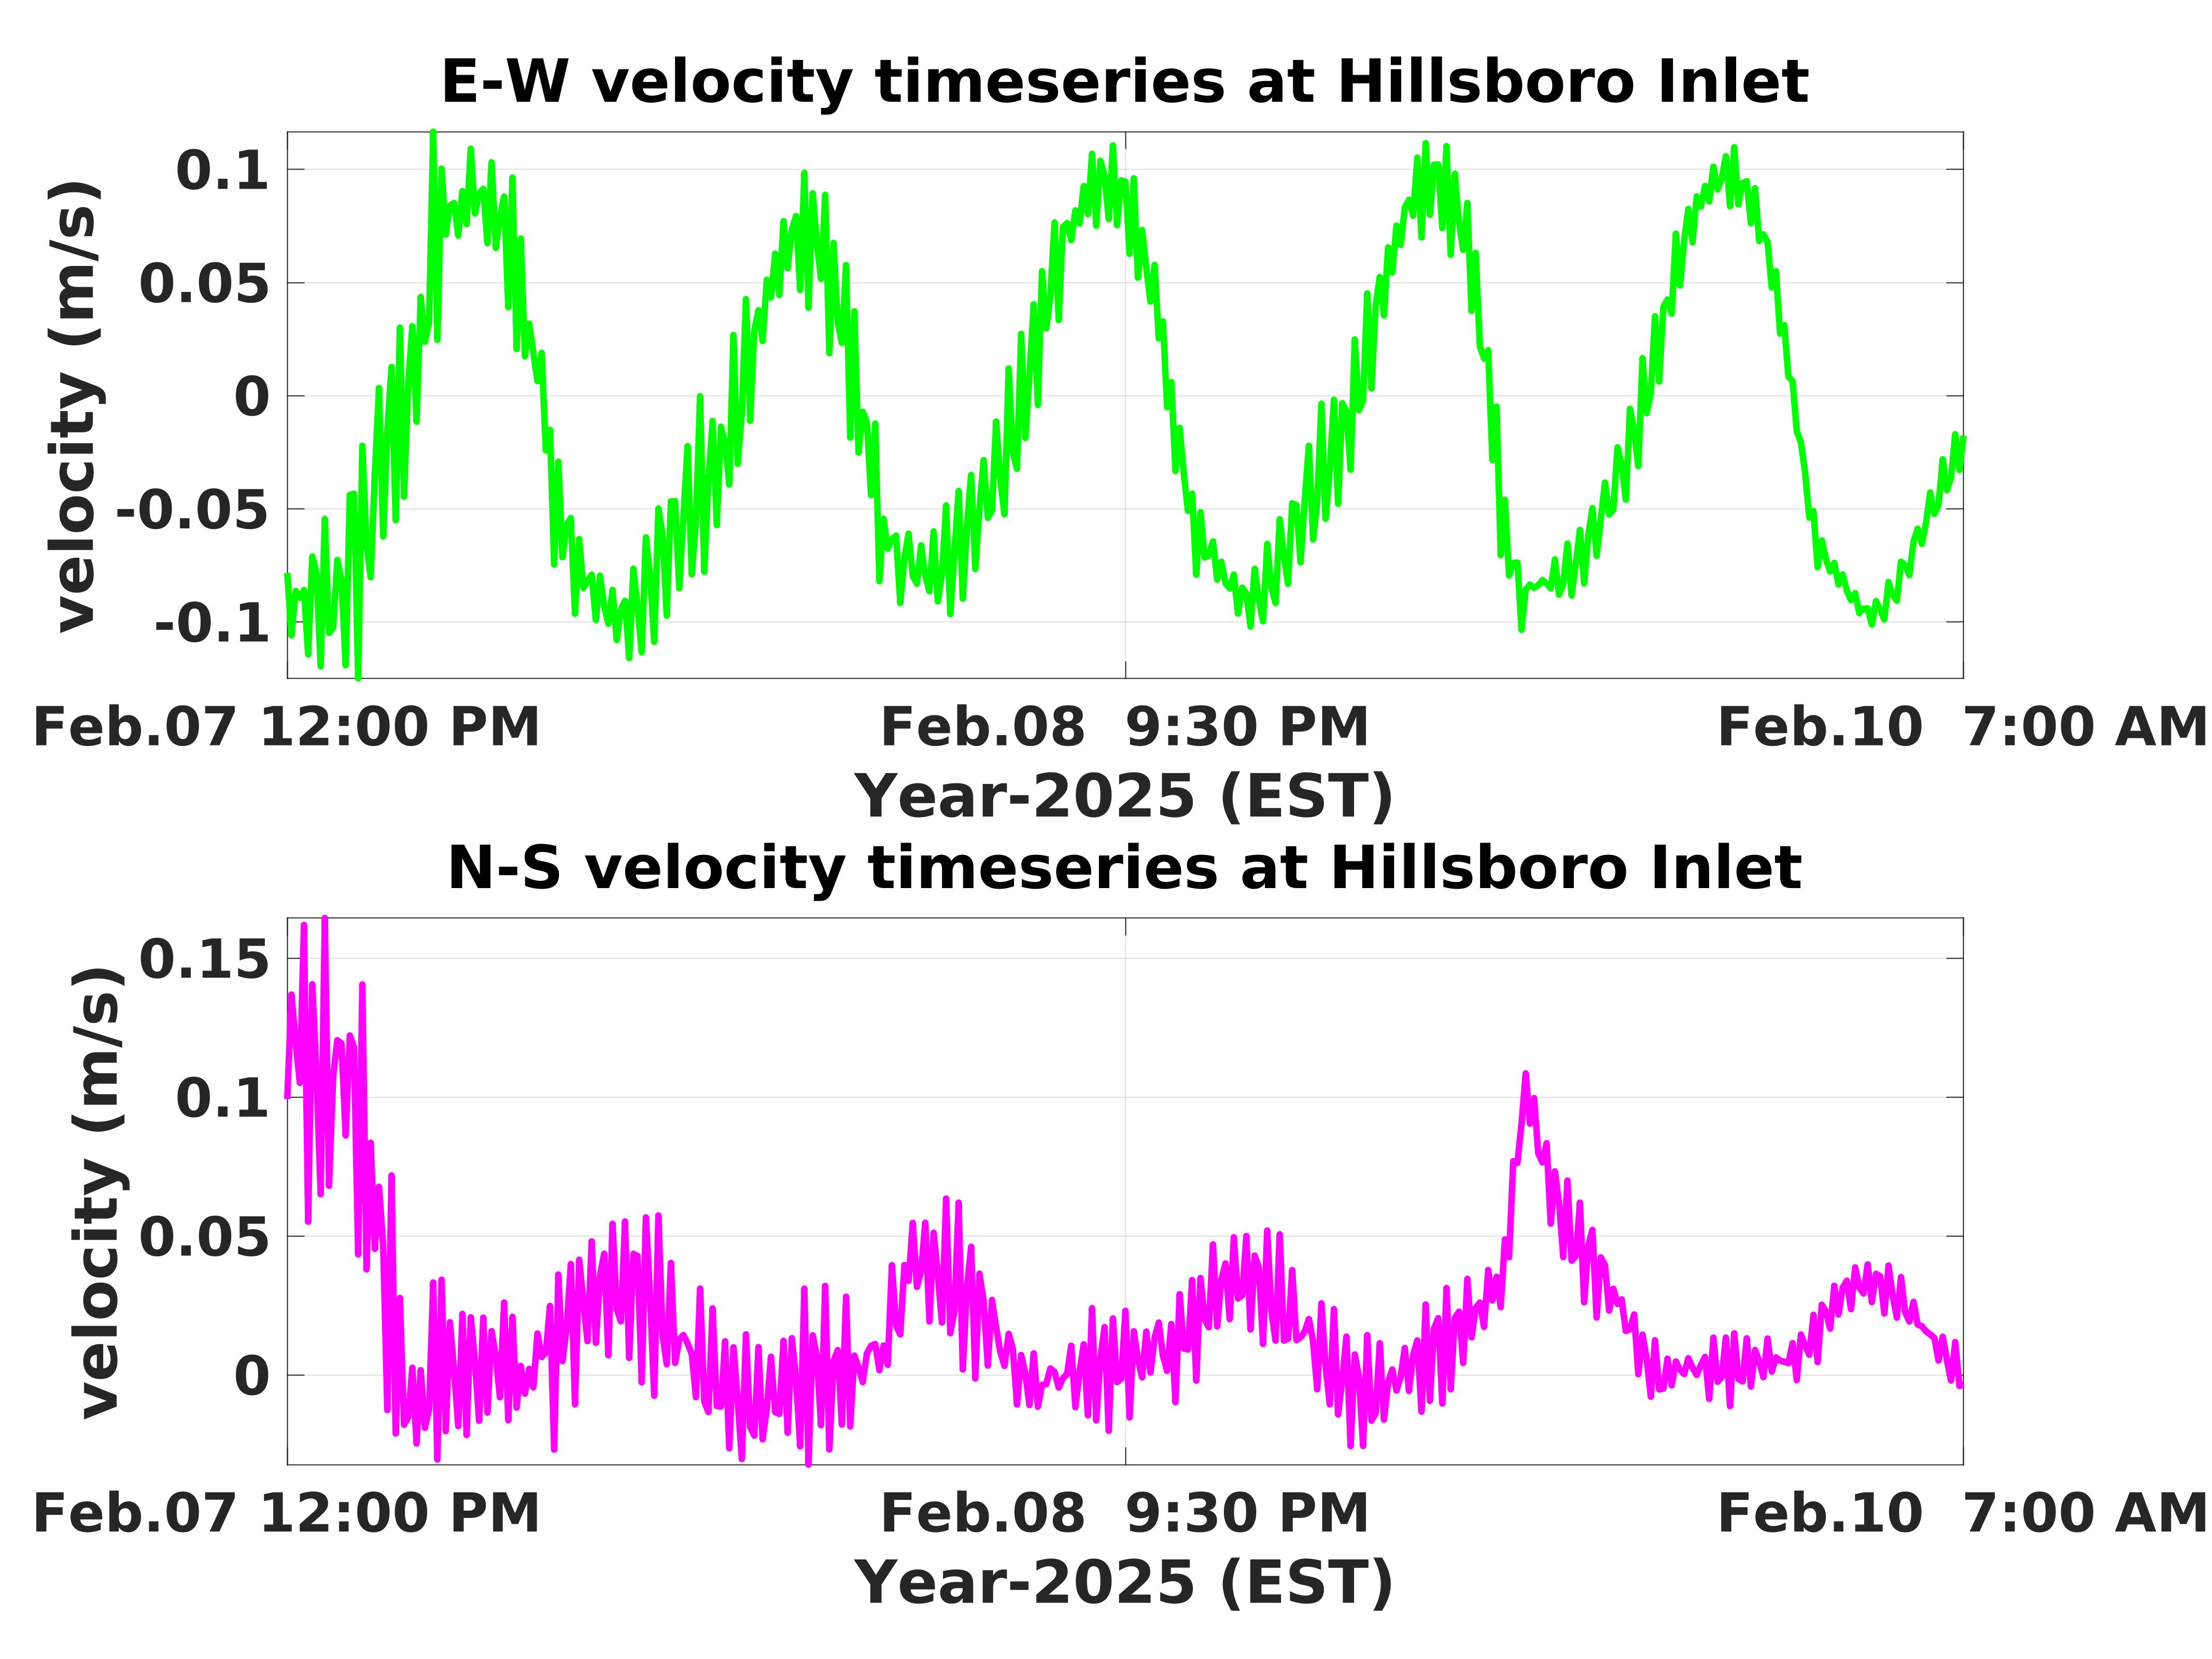 E-W velocity timeseries at Hillsboro Inlet
velocity (m/s)
0.1
0.05
0
-0.05
-0.1
Feb.07 12:00 PM Feb.08 9:30 PM Feb.10 7:00 AM
Year-2025 (EST)
N-S velocity timeseries at Hillsboro Inlet
velocity (m/s)
0.15
0.1
0.05
0
Feb.07 12:00 PM Feb.08 9:30 PM Feb.10 7:00 AM
Year-2025 (EST)